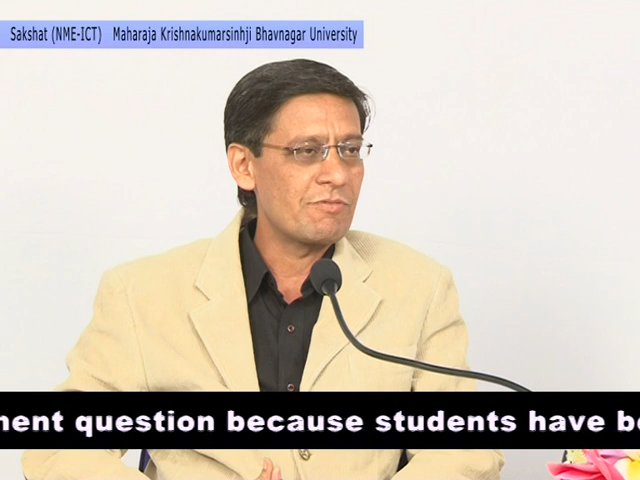 Sakshat (NME-ICT) Maharaja Krishnakumarsinhji Bhavnagar University
question because students have